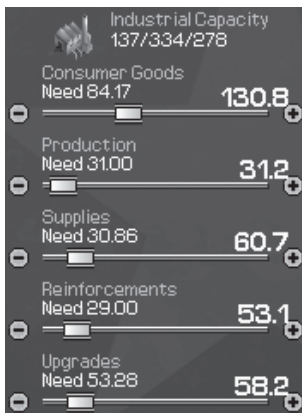 Industrial Capacity
137/334/278
Consumer Goods
Need 84.17 130.8
Production
Need 31.00 31.2
Supplies
Need 30.86 60.7
Reinforcements
Need 29.00 53.1
Upgrades
Need 53.28 58.2